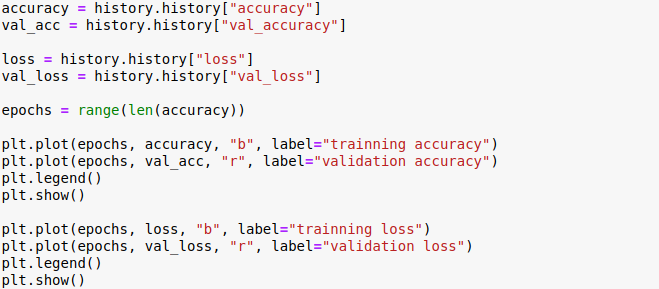 accuracy = history.history["accuracy"]
val_acc = history.history["val_accuracy"]
loss = history.history["loss"]
val_loss = history.history["val_loss"]
epochs = range(len(accuracy))
plt.plot(epochs, accuracy, "b", label="trainning accuracy")
plt.plot(epochs, val_acc, "r", label="validation accuracy")
plt.legend()
plt.show()
plt.plot(epochs, loss, "b", label="trainning loss")
plt.plot(epochs, val_loss, "r", label="validation loss")
plt.legend()
plt.show()